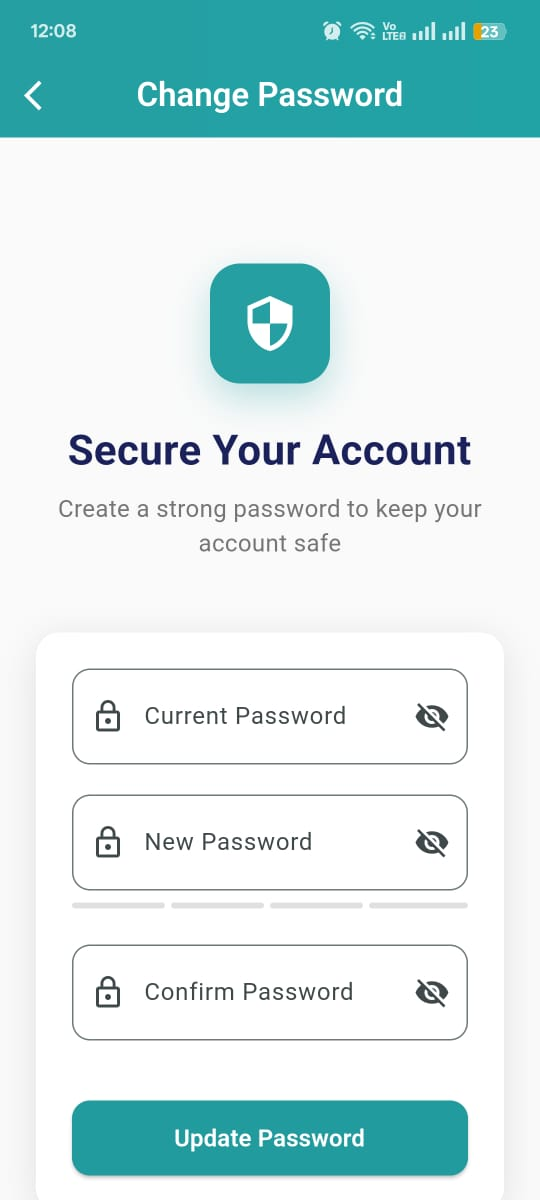 12:08
Vo
LTE
23
Change Password
Secure Your Account
Create a strong password to keep your
account safe
Current Password
New Password
Confirm Password
Update Password